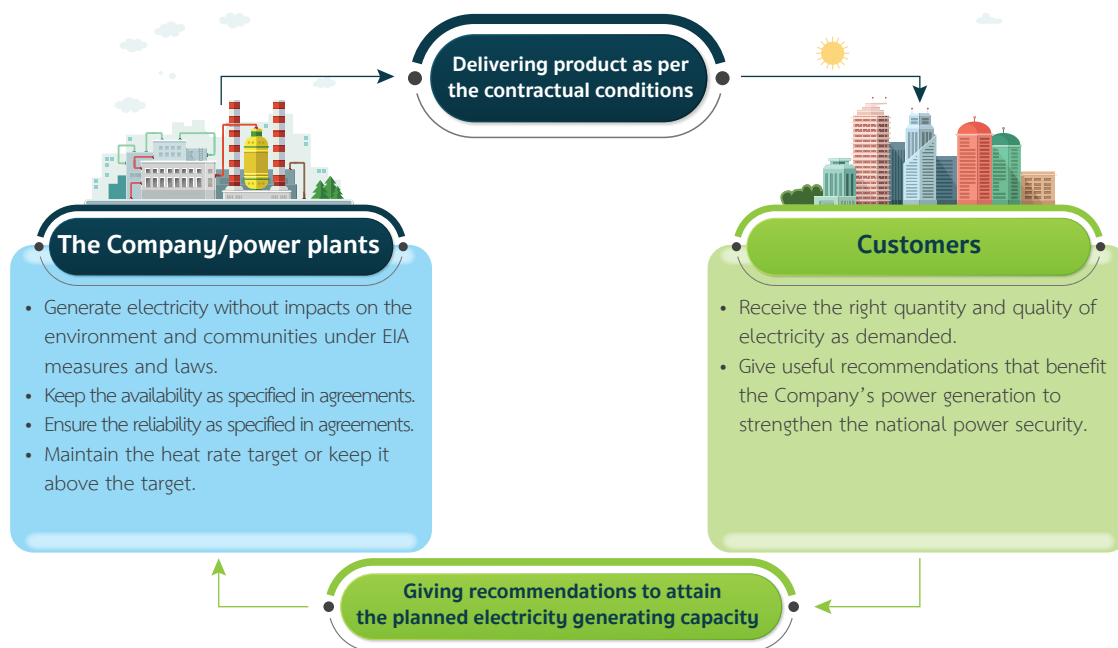 Delivering product as per
the contractual conditions
The Company/power plants
• Generate electricity without impacts on the
environment and communities under EIA
measures and laws.
• Keep the availability as specified in agreements.
• Ensure the reliability as specified in agreements.
• Maintain the heat rate target or keep it
above the target.
Customers
• Receive the right quantity and quality of
electricity as demanded.
• Give useful recommendations that benefit
the Company's power generation to
strengthen the national power security.
Giving recommendations to attain
the planned electricity generating capacity